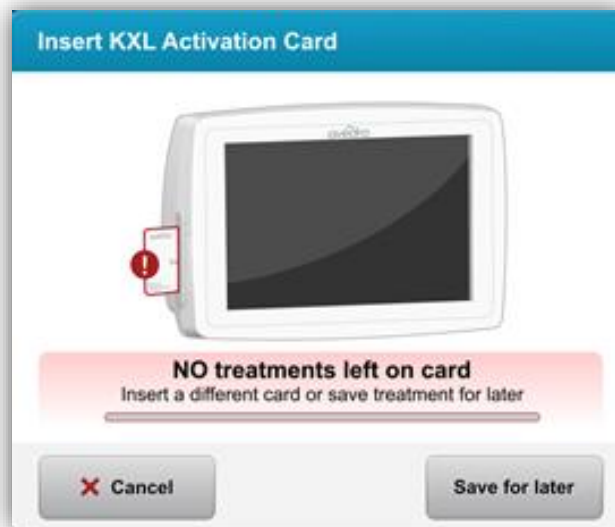 Insert KXL Activation Card
avedro
NO treatments left on card
Insert a different card or save treatment for later
Cancel
Save for later